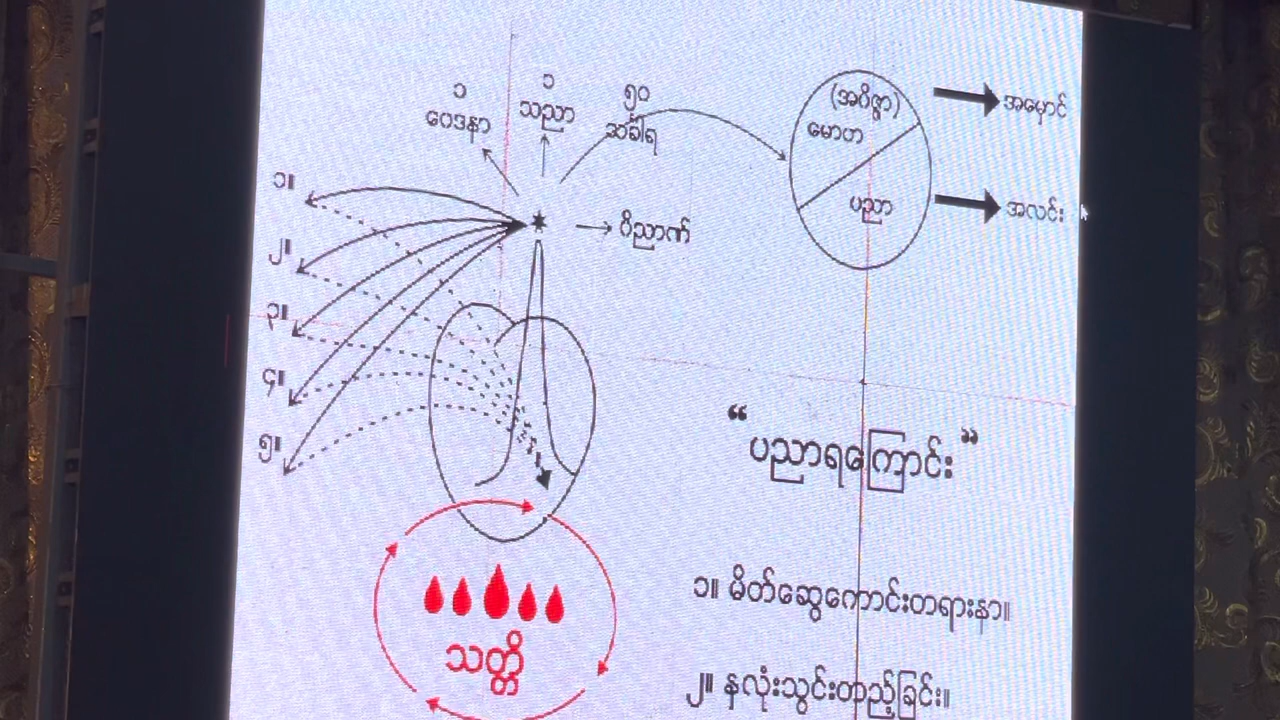 ၁
ဝေဒနာ
၁
သညာ
၅၀
သင်္ခါရ
(အဝိဇ္ဇာ)
မောဟ
ပညာ
အမှောင်
အလင်း
ဝိညာဏ်
၁။
၂။
၃။
၄။
၅။
“ပညာရကြောင်း”
၁။ မိတ်ဆွေကောင်းတရားနာ။
၂။ နှလုံးသွင်းတည့်ခြင်း။
သတ္တိ